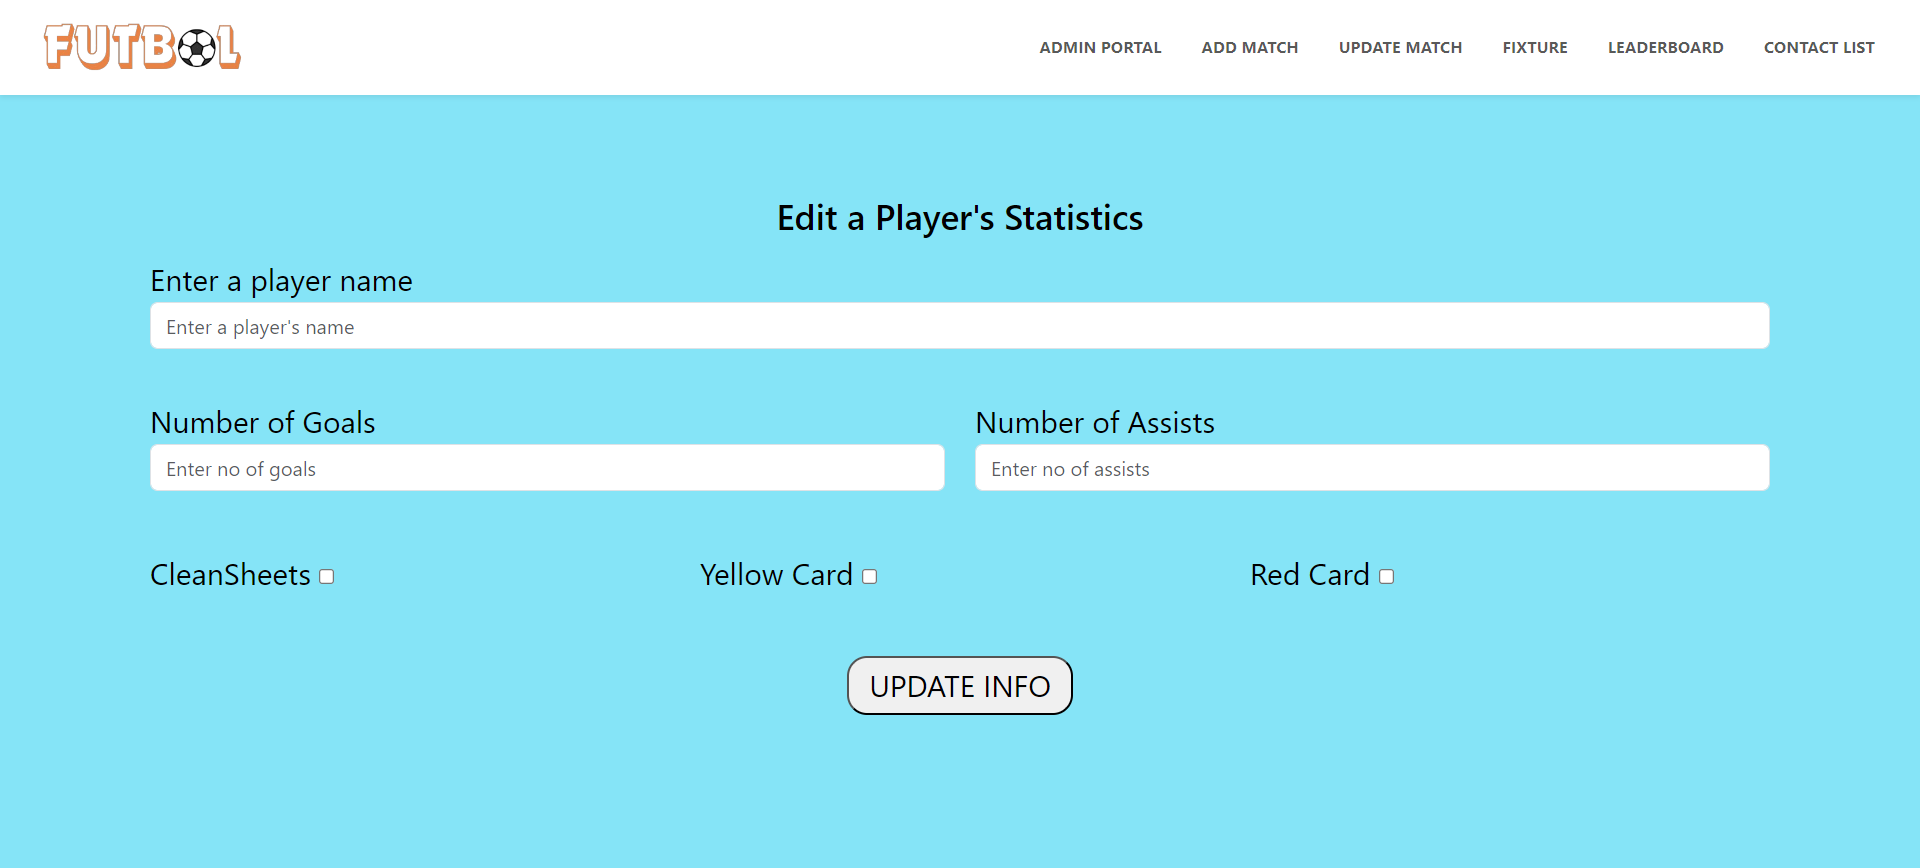 FUTBOL
ADMIN PORTAL ADD MATCH UPDATE MATCH FIXTURE LEADERBOARD CONTACT LIST
Edit a Player's Statistics
Enter a player name
Enter a player's name
Number of Goals Number of Assists
Enter no of goals Enter no of assists
CleanSheets Yellow Card Red Card
UPDATE INFO